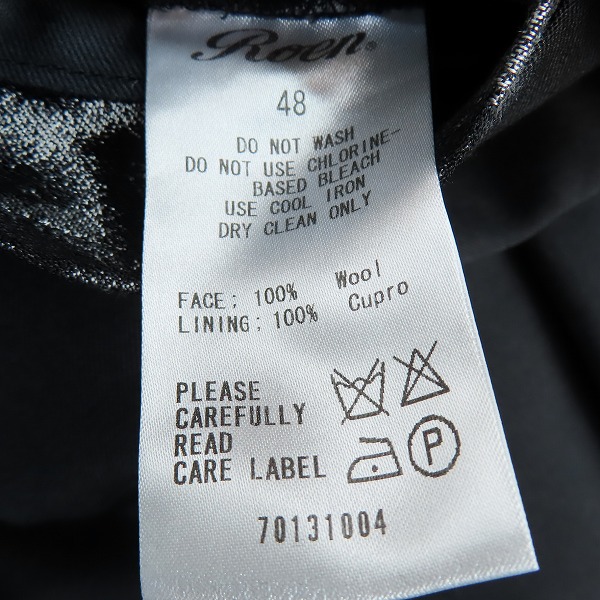 Roen®
48
DO NOT WASH
DO NOT USE CHLORINE-
BASED BLEACH
USE COOL IRON
DRY CLEAN ONLY
FACE: 100% Wool
LINING: 100% Cupro
PLEASE
CAREFULLY
READ
CARE LABEL
P
70131004